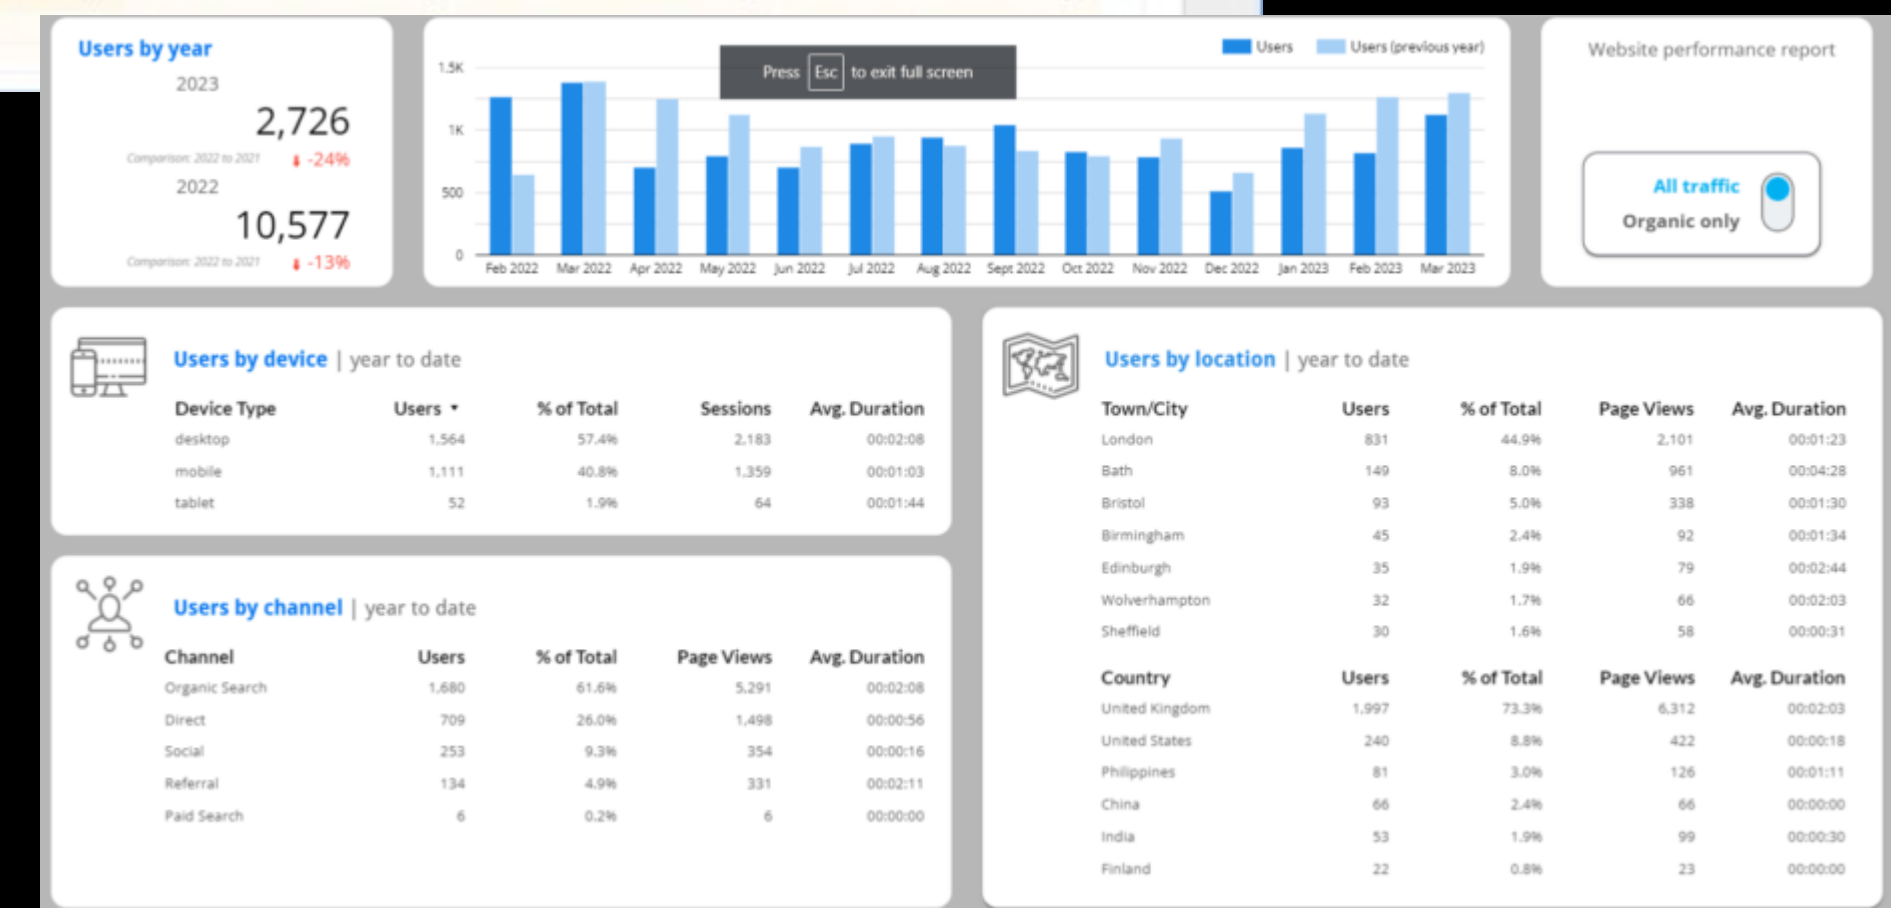 Users by year
2023
2,726
Comparison: 2022 to 2021 -24%
2022
10,577
Comparison: 2022 to 2021 -13%
Users Users (previous year)
Press Esc to exit full screen
1.5K
1K
500
0
Feb 2022 Mar 2022 Apr 2022 May 2022 Jun 2022 Jul 2022 Aug 2022 Sept 2022 Oct 2022 Nov 2022 Dec 2022 Jan 2023 Feb 2023 Mar 2023
Website performance report
All traffic
Organic only
Users by device | year to date
Device Type Users % of Total Sessions Avg. Duration
desktop 1,564 57.4% 2,183 00:02:08
mobile 1,111 40.8% 1,359 00:01:03
tablet 52 1.9% 64 00:01:44
Users by channel | year to date
Channel Users % of Total Page Views Avg. Duration
Organic Search 1,680 61.6% 5,291 00:02:08
Direct 709 26.0% 1,498 00:00:56
Social 253 9.3% 354 00:00:16
Referral 134 4.9% 331 00:02:11
Paid Search 6 0.2% 6 00:00:00
Users by location | year to date
Town/City Users % of Total Page Views Avg. Duration
London 831 44.9% 2,101 00:01:23
Bath 149 8.0% 961 00:04:28
Bristol 93 5.0% 338 00:01:30
Birmingham 45 2.4% 92 00:01:34
Edinburgh 35 1.9% 79 00:02:44
Wolverhampton 32 1.7% 66 00:02:03
Sheffield 30 1.6% 58 00:00:31
Country Users % of Total Page Views Avg. Duration
United Kingdom 1,997 73.3% 6,312 00:02:03
United States 240 8.8% 422 00:00:18
Philippines 81 3.0% 126 00:01:11
China 66 2.4% 66 00:00:00
India 53 1.9% 99 00:00:30
Finland 22 0.8% 23 00:00:00